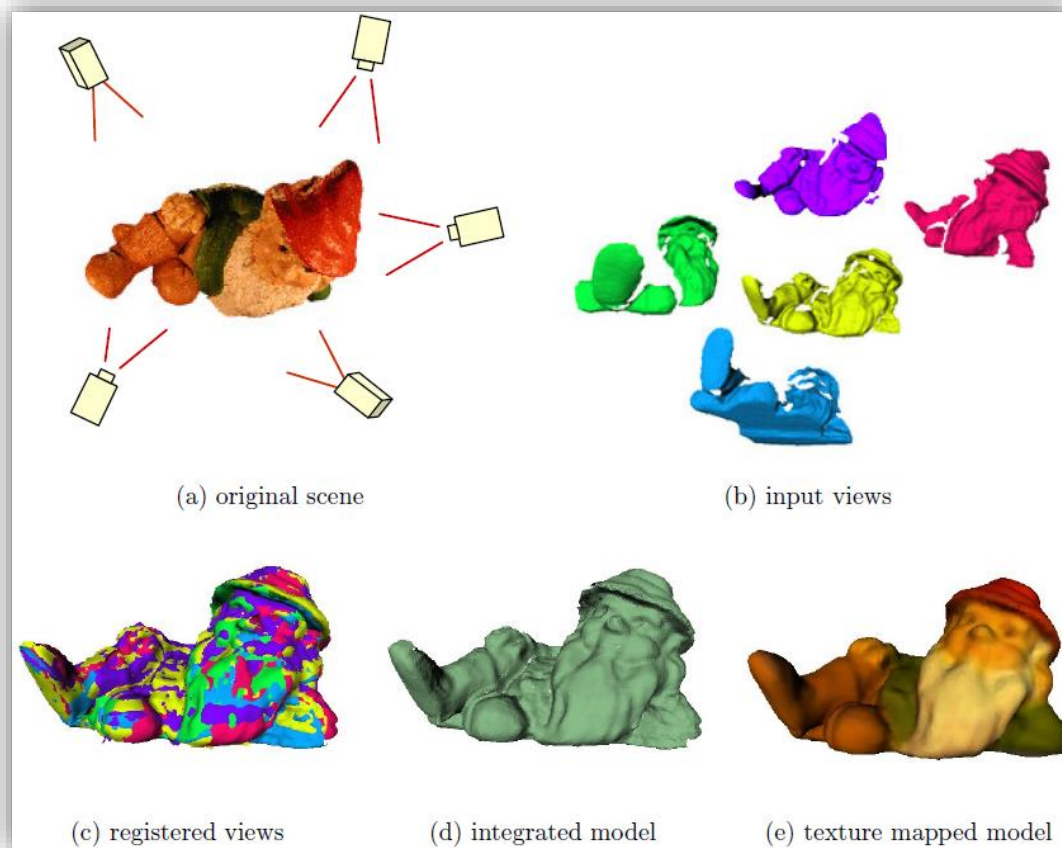 (a) original scene
(b) input views
(c) registered views
(d) integrated model
(e) texture mapped model